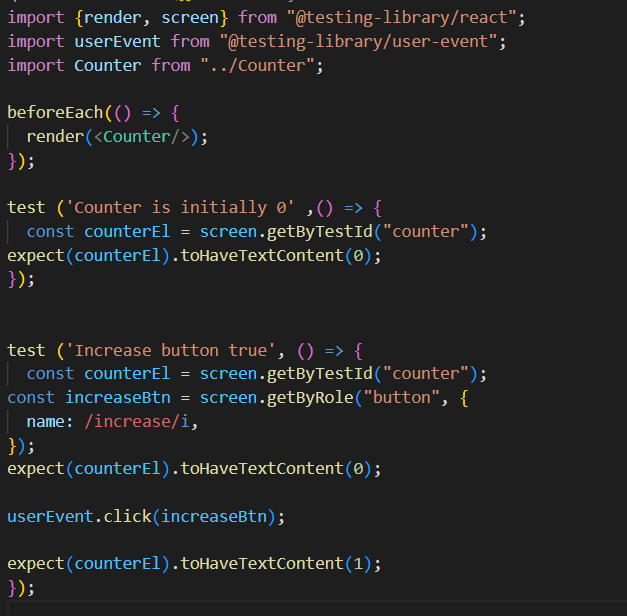 import {render, screen} from "@testing-library/react";
import userEvent from "@testing-library/user-event";
import Counter from "../Counter";
beforeEach(() => {
render(<Counter/>);
});
test ('Counter is initially 0' ,() => {
const counterEl = screen.getByTestId("counter");
expect(counterEl).toHaveTextContent(0);
});
test ('Increase button true', () => {
const counterEl = screen.getByTestId("counter");
const increaseBtn = screen.getByRole("button", {
name: /increase/i,
});
expect(counterEl).toHaveTextContent(0);
userEvent.click(increaseBtn);
expect(counterEl).toHaveTextContent(1);
});